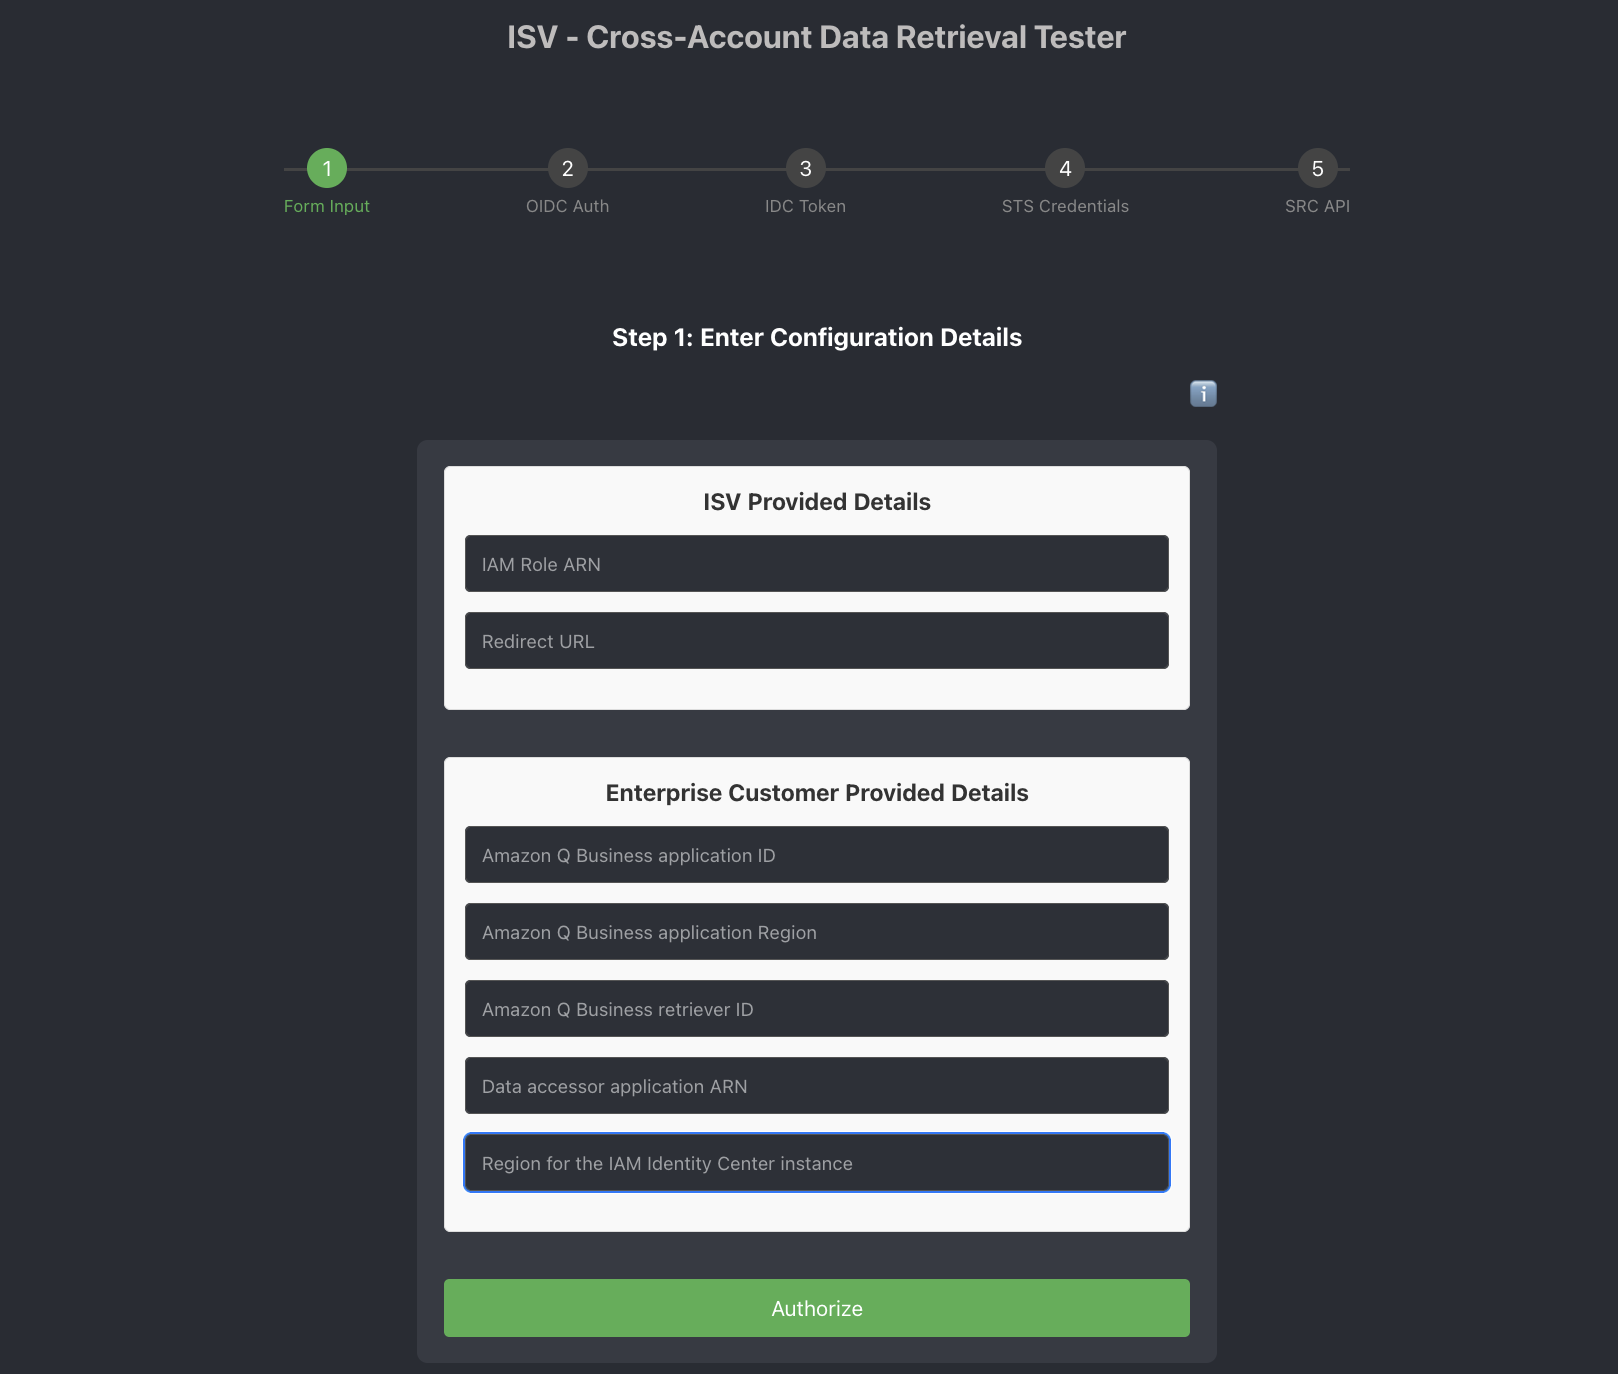 ISV - Cross-Account Data Retrieval Tester
1
2
3
4
5
Form Input
OIDC Auth
IDC Token
STS Credentials
SRC API
Step 1: Enter Configuration Details
i
ISV Provided Details
IAM Role ARN
Redirect URL
Enterprise Customer Provided Details
Amazon Q Business application ID
Amazon Q Business application Region
Amazon Q Business retriever ID
Data accessor application ARN
Region for the IAM Identity Center instance
Authorize